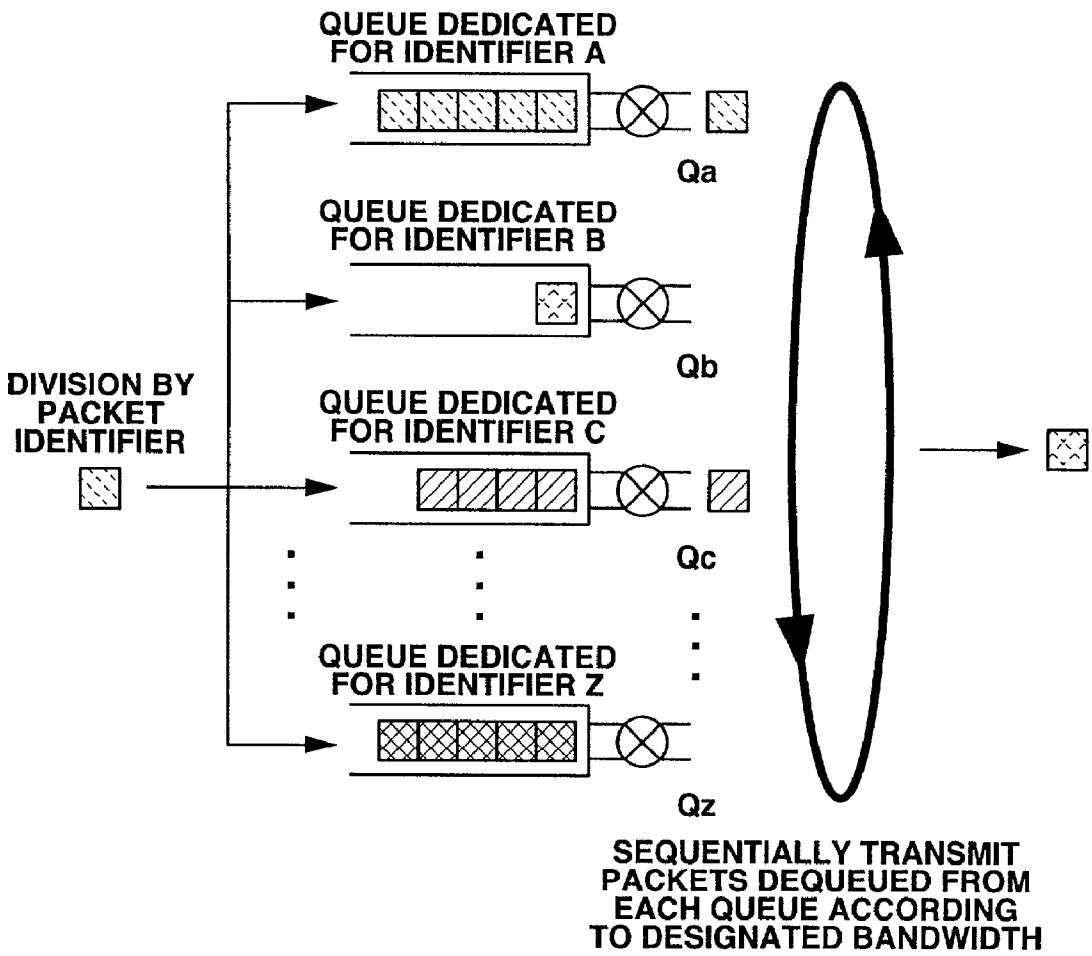 QUEUE DEDICATED
FOR IDENTIFIER A
Qa
QUEUE DEDICATED
FOR IDENTIFIER B
Qb
DIVISION BY
PACKET
IDENTIFIER
QUEUE DEDICATED
FOR IDENTIFIER C
Qc
QUEUE DEDICATED
FOR IDENTIFIER Z
Qz
SEQUENTIALLY TRANSMIT
PACKETS DEQUEUED FROM
EACH QUEUE ACCORDING
TO DESIGNATED BANDWIDTH